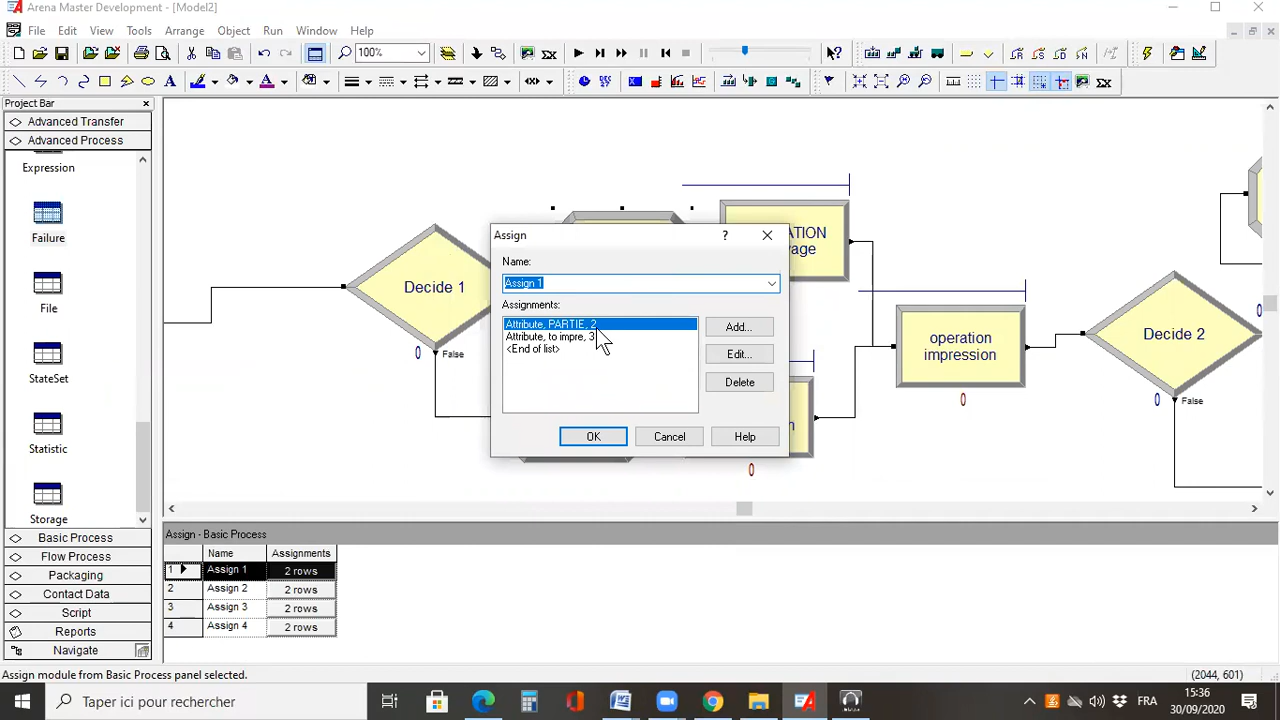 Arena Master Development - [Model2]
File Edit View Tools Arrange Object Run Window Help
100%
Project Bar
Advanced Transfer
Advanced Process
Expression
Failure
File
StateSet
Statistic
Storage
Basic Process
Flow Process
Packaging
Contact Data
Script
Reports
Navigate
Decide 1
0
False
Assign
?
Name:
Assign 1
Assignments:
Attribute, PARTIE, 2
Attribute, to impre, 3
<End of list>
Add...
Edit...
Delete
OK
Cancel
Help
0
operation
impression
0
Decide 2
0
False
Assign - Basic Process
Name Assignments
1 Assign 1 2 rows
2 Assign 2 2 rows
3 Assign 3 2 rows
4 Assign 4 2 rows
Assign module from Basic Process panel selected.
(2044, 601)
Taper ici pour rechercher
FRA
15:36
30/09/2020